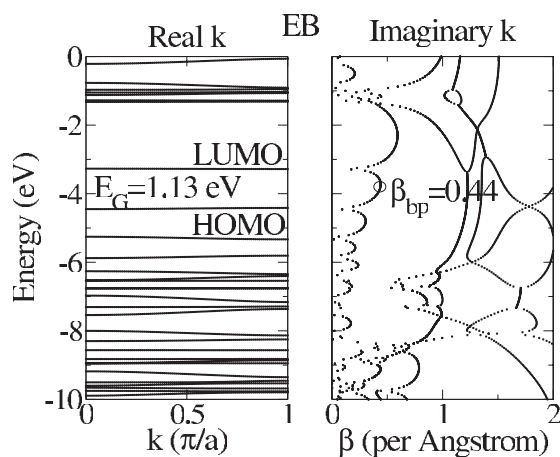 EB
Real k
Imaginary k
0
-2
-4
-6
-8
-10
Energy (eV)
LUMO
E_G=1.13 eV
HOMO
β_bp=0.44
0
0.5
1
0
1
2
k (π/a)
β (per Angstrom)